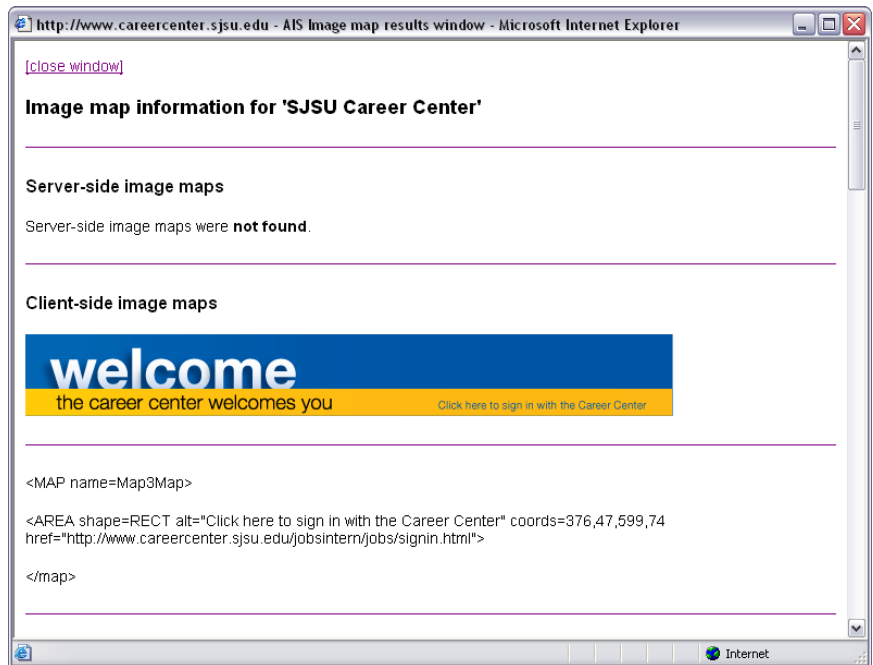 http://www.careercenter.sjsu.edu - AIS Image map results window - Microsoft Internet Explorer
[close window]
Image map information for 'SJSU Career Center'
Server-side image maps
Server-side image maps were not found.
Client-side image maps
welcome
the career center welcomes you
Click here to sign in with the Career Center
<MAP name=Map3Map>
<AREA shape=RECT alt="Click here to sign in with the Career Center" coords=376,47,599,74
href="http://www.careercenter.sjsu.edu/jobsintern/jobs/signin.html">
</map>
Internet